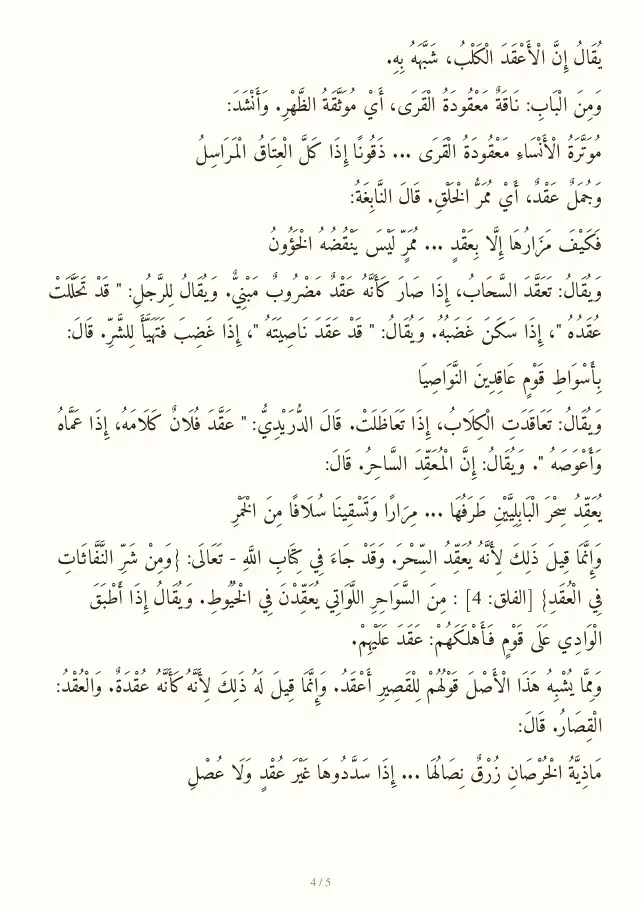 يُقَالُ إِنَّ الْأَعْقَدَ الْكَلْبُ، شَبَّهَهُ بِهِ.
وَمِنَ الْبَابِ: نَاقَةٌ مَعْقُودَةُ الْقَرَى، أَيْ مُوَثَّقَةُ الظَّهْرِ. وَأَنْشَدَ:
مُوَتَّرَةُ الْأَنْسَاءِ مَعْقُودَةُ الْقَرَى ... ذَقُونًا إِذَا كَلَّ الْعِتَاقُ الْمَرَاسِلُ
وَجُمَلٌ عَقْدٌ، أَيْ مُمَرُّ الْخَلْقِ. قَالَ النَّابِغَةُ:
فَكَيْفَ مَزَارُهَا إِلَّا بِعَقْدٍ ... مُمَرٍّ لَيْسَ يَنْقُضُهُ الْخَؤُونُ
وَيُقَالُ: تَعَقَّدَ السَّحَابُ، إِذَا صَارَ كَأَنَّهُ عَقْدٌ مَضْرُوبٌ مَبْنِيٌّ. وَيُقَالُ لِلرَّجُلِ: " قَدْ تَحَلَّلَتْ
عُقَدُهُ "، إِذَا سَكَنَ غَضَبُهُ. وَيُقَالُ: " قَدْ عَقَدَ نَاصِيَتَهُ "، إِذَا غَضِبَ فَتَهَيَّأَ لِلشَّرِّ. قَالَ:
بِأَسْوَاطِ قَوْمٍ عَاقِدِينَ النَّوَاصِيَا
وَيُقَالُ: تَعَاقَدَتِ الْكِلَابُ، إِذَا تَعَاظَلَتْ. قَالَ الدُّرَيْدِيُّ: " عَقَّدَ فُلَانٌ كَلَامَهُ، إِذَا عَمَّاهُ
وَأَعْوَصَهُ ". وَيُقَالُ: إِنَّ الْمُعَقِّدَ السَّاحِرُ. قَالَ:
يُعَقِّدُ سِحْرَ الْبَابِلِيَّيْنِ طَرَفُهَا ... مِرَارًا وَتَسْقِينَا سُلَافًا مِنَ الْخَمْرِ
وَإِنَّمَا قِيلَ ذَلِكَ لِأَنَّهُ يُعَقِّدُ السِّحْرَ. وَقَدْ جَاءَ فِي كِتَابِ اللَّهِ - تَعَالَى: {وَمِنْ شَرِّ النَّفَّاثَاتِ
فِي الْعُقَدِ} [الفلق: 4] : مِنَ السَّوَاحِرِ اللَّوَاتِي يُعَقِّدْنَ فِي الْخُيُوطِ. وَيُقَالُ إِذَا أَطْبَقَ
الْوَادِي عَلَى قَوْمٍ فَأَهْلَكَهُمْ: عَقَدَ عَلَيْهِمْ.
وَمِمَّا يُشْبِهُ هَذَا الْأَصْلَ قَوْلُهُمْ لِلْقَصِيرِ أَعْقَدُ. وَإِنَّمَا قِيلَ لَهُ ذَلِكَ لِأَنَّهُ كَأَنَّهُ عُقْدَةٌ. وَالْعُقْدُ:
الْقِصَارُ. قَالَ:
مَاذِيَّةُ الْخُرْصَانِ زُرْقٌ نِصَالُهَا ... إِذَا سَدَّدُوهَا غَيْرَ عُقْدٍ وَلَا عُصْلِ
4 / 5